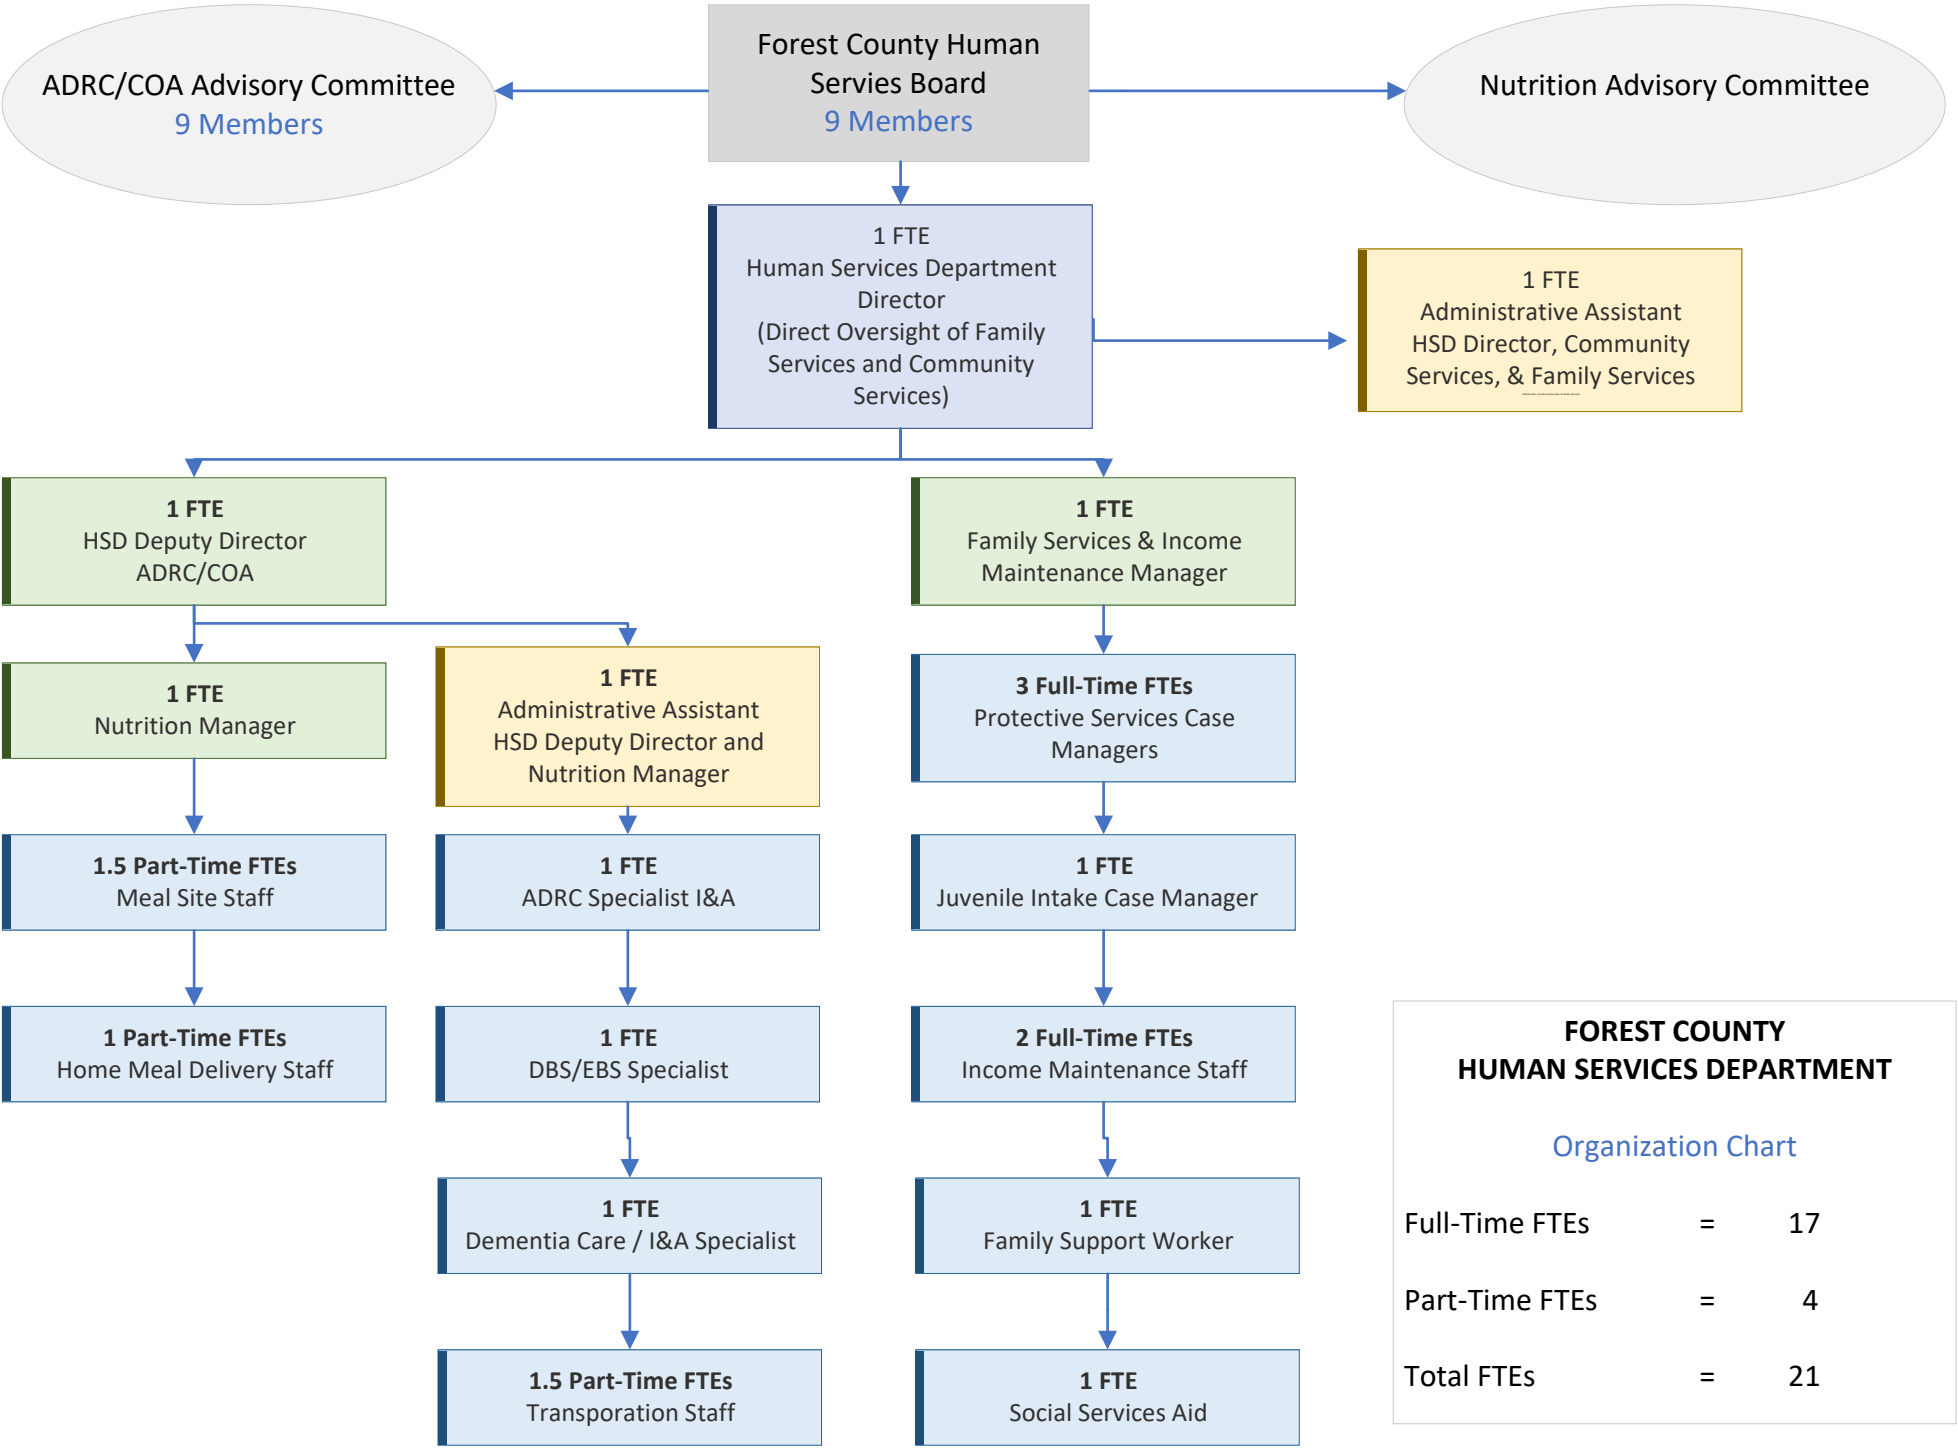 ADRC/COA Advisory Committee
9 Members
Forest County Human
Servies Board
9 Members
Nutrition Advisory Committee
1 FTE
Human Services Department
Director
(Direct Oversight of Family
Services and Community
Services)
1 FTE
Administrative Assistant
HSD Director, Community
Services, & Family Services
1 FTE
HSD Deputy Director
ADRC/COA
1 FTE
Family Services & Income
Maintenance Manager
1 FTE
Nutrition Manager
1 FTE
Administrative Assistant
HSD Deputy Director and
Nutrition Manager
3 Full-Time FTEs
Protective Services Case
Managers
1.5 Part-Time FTEs
Meal Site Staff
1 FTE
ADRC Specialist I&A
1 FTE
Juvenile Intake Case Manager
1 Part-Time FTEs
Home Meal Delivery Staff
1 FTE
DBS/EBS Specialist
2 Full-Time FTEs
Income Maintenance Staff
1 FTE
Dementia Care / I&A Specialist
1 FTE
Family Support Worker
1.5 Part-Time FTEs
Transporation Staff
1 FTE
Social Services Aid
FOREST COUNTY
HUMAN SERVICES DEPARTMENT
Organization Chart
Full-Time FTEs = 17
Part-Time FTEs = 4
Total FTEs = 21